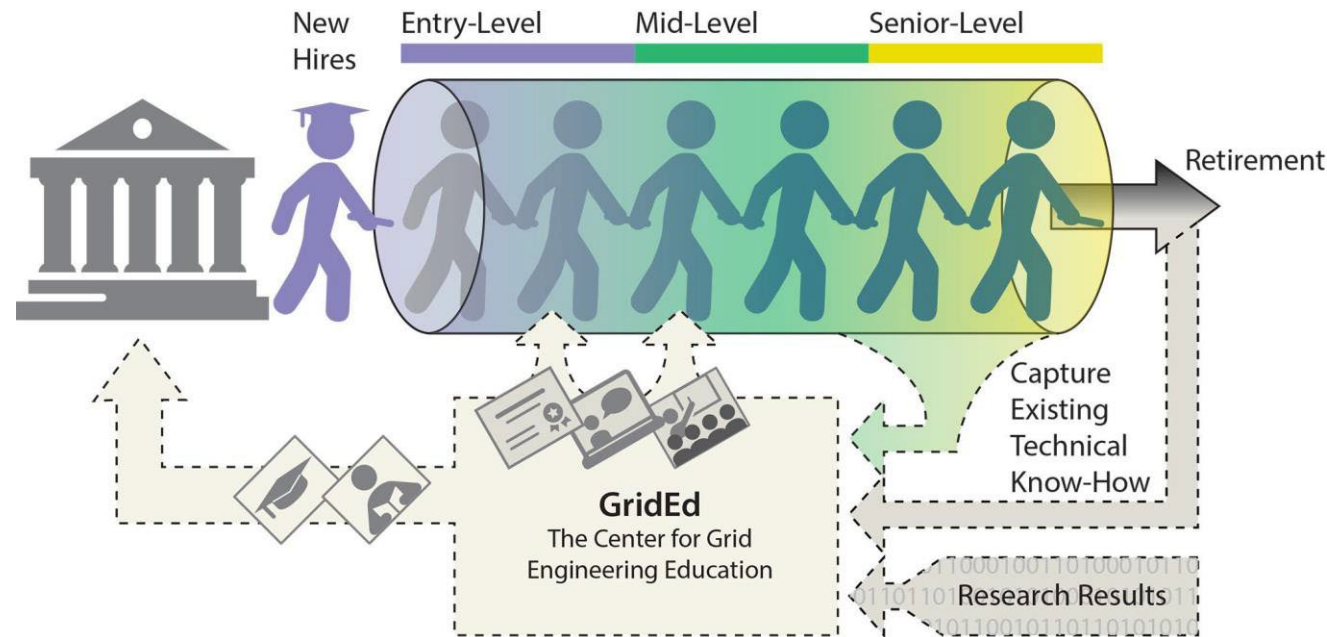 New
Hires
Entry-Level
Mid-Level
Senior-Level
Retirement
Capture
Existing
Technical
Know-How
GridEd
The Center for Grid
Engineering Education
Research Results